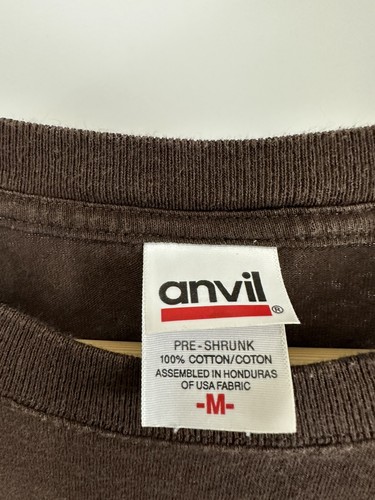 anvil®
PRE-SHRUNK
100% COTTON/COTON
ASSEMBLED IN HONDURAS
OF USA FABRIC
-M-